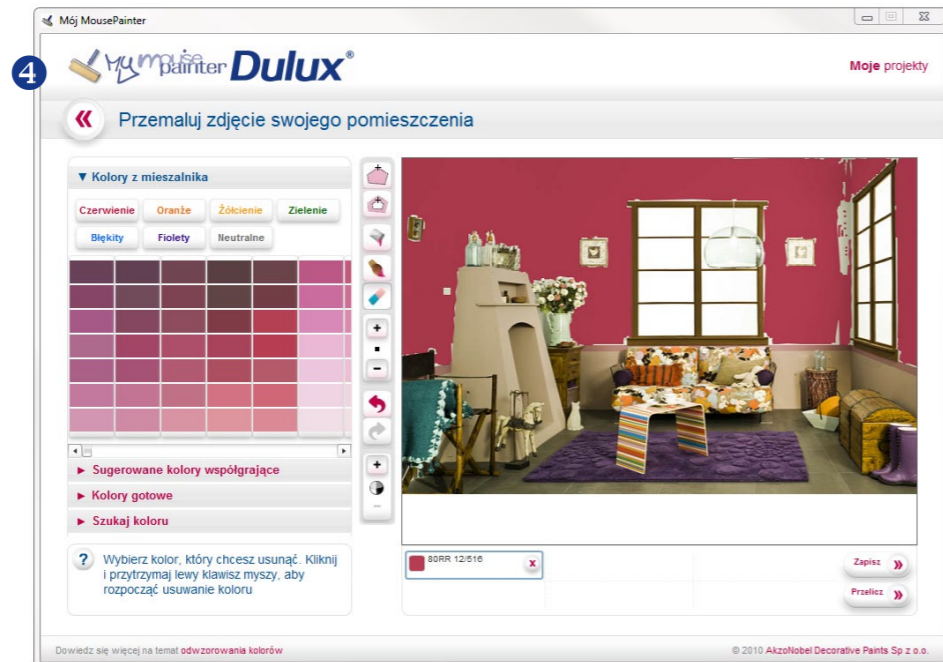 Mój MousePainter
4
My mouse painter Dulux®
Moje projekty
Przemaluj zdjęcie swojego pomieszczenia
▼ Kolory z mieszalnika
Czerwienie Oranże Żółcienie Zielenie
Błękity Fiolety Neutralne
► Sugerowane kolory współgrające
► Kolory gotowe
► Szukaj koloru
? Wybierz kolor, który chcesz usunąć. Kliknij
i przytrzymaj lewy klawisz myszy, aby
rozpocząć usuwanie koloru
80RR 12/516 x
Zapisz »
Przelicz »
Dowiedz się więcej na temat odwzorowania kolorów
© 2010 AkzoNobel Decorative Paints Sp z o.o.